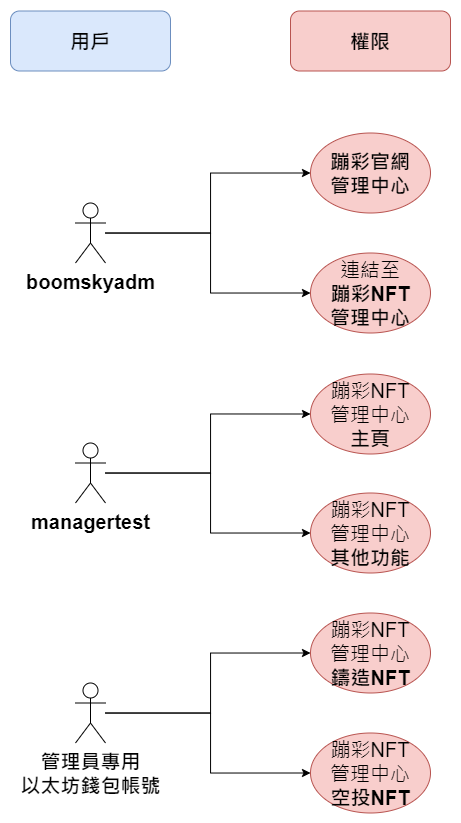 用戶
權限
蹦彩官網
管理中心
boomskyadm
連結至
蹦彩NFT
管理中心
蹦彩NFT
管理中心
主頁
managertest
蹦彩NFT
管理中心
其他功能
蹦彩NFT
管理中心
鑄造NFT
管理員專用
以太坊錢包帳號
蹦彩NFT
管理中心
空投NFT